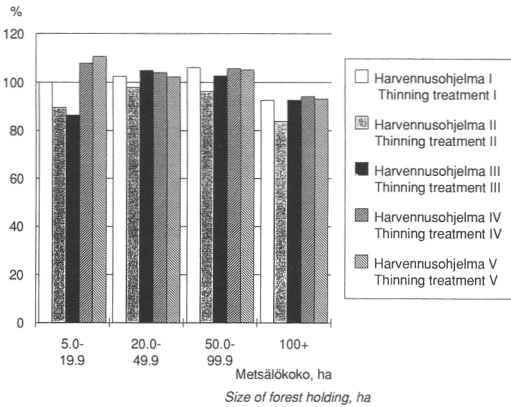 %
120
100
80
60
40
20
0
5.0-
19.9
20.0-
49.9
50.0-
99.9
100+
Metsälökoko, ha
Size of forest holding, ha
Harvennusohjelma I
Thinning treatment I
Harvennusohjelma II
Thinning treatment II
Harvennusohjelma III
Thinning treatment III
Harvennusohjelma IV
Thinning treatment IV
Harvennusohjelma V
Thinning treatment V